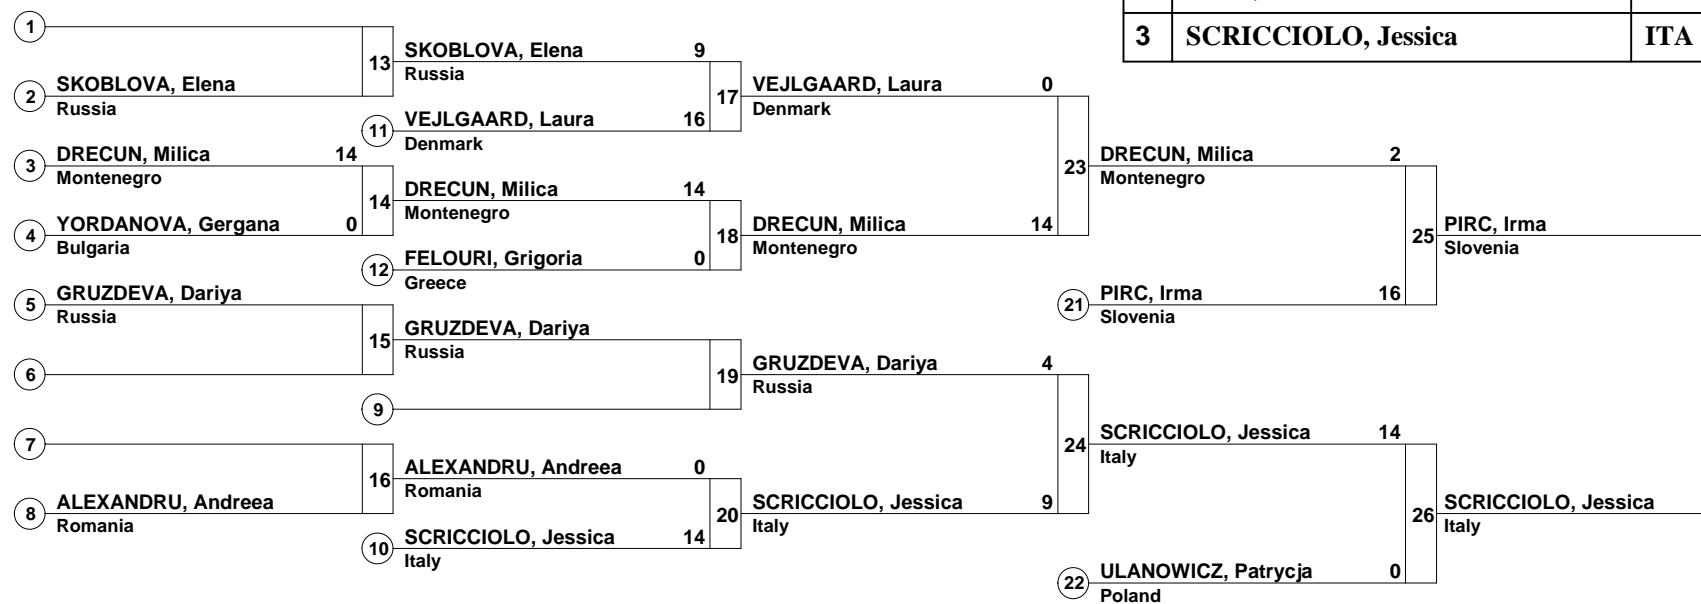 3 SCRICCIOLO, Jessica ITA
1
13
SKOBLOVA, Elena 9
Russia
2
SKOBLOVA, Elena
Russia
17
VEJLGAARD, Laura 0
Denmark
11
VEJLGAARD, Laura 16
Denmark
3
DRECUN, Milica 14
Montenegro
14
DRECUN, Milica 14
Montenegro
23
DRECUN, Milica 2
Montenegro
4
YORDANOVA, Gergana 0
Bulgaria
18
DRECUN, Milica 14
Montenegro
25
PIRC, Irma
Slovenia
12
FELOURI, Grigoria 0
Greece
5
GRUZDEVA, Dariya
Russia
21
PIRC, Irma 16
Slovenia
15
GRUZDEVA, Dariya
Russia
6
19
GRUZDEVA, Dariya 4
Russia
9
7
24
SCRICCIOLO, Jessica 14
Italy
16
ALEXANDRU, Andreea 0
Romania
8
ALEXANDRU, Andreea
Romania
20
SCRICCIOLO, Jessica 9
Italy
26
SCRICCIOLO, Jessica
Italy
10
SCRICCIOLO, Jessica 14
Italy
22
ULANOWICZ, Patrycja 0
Poland